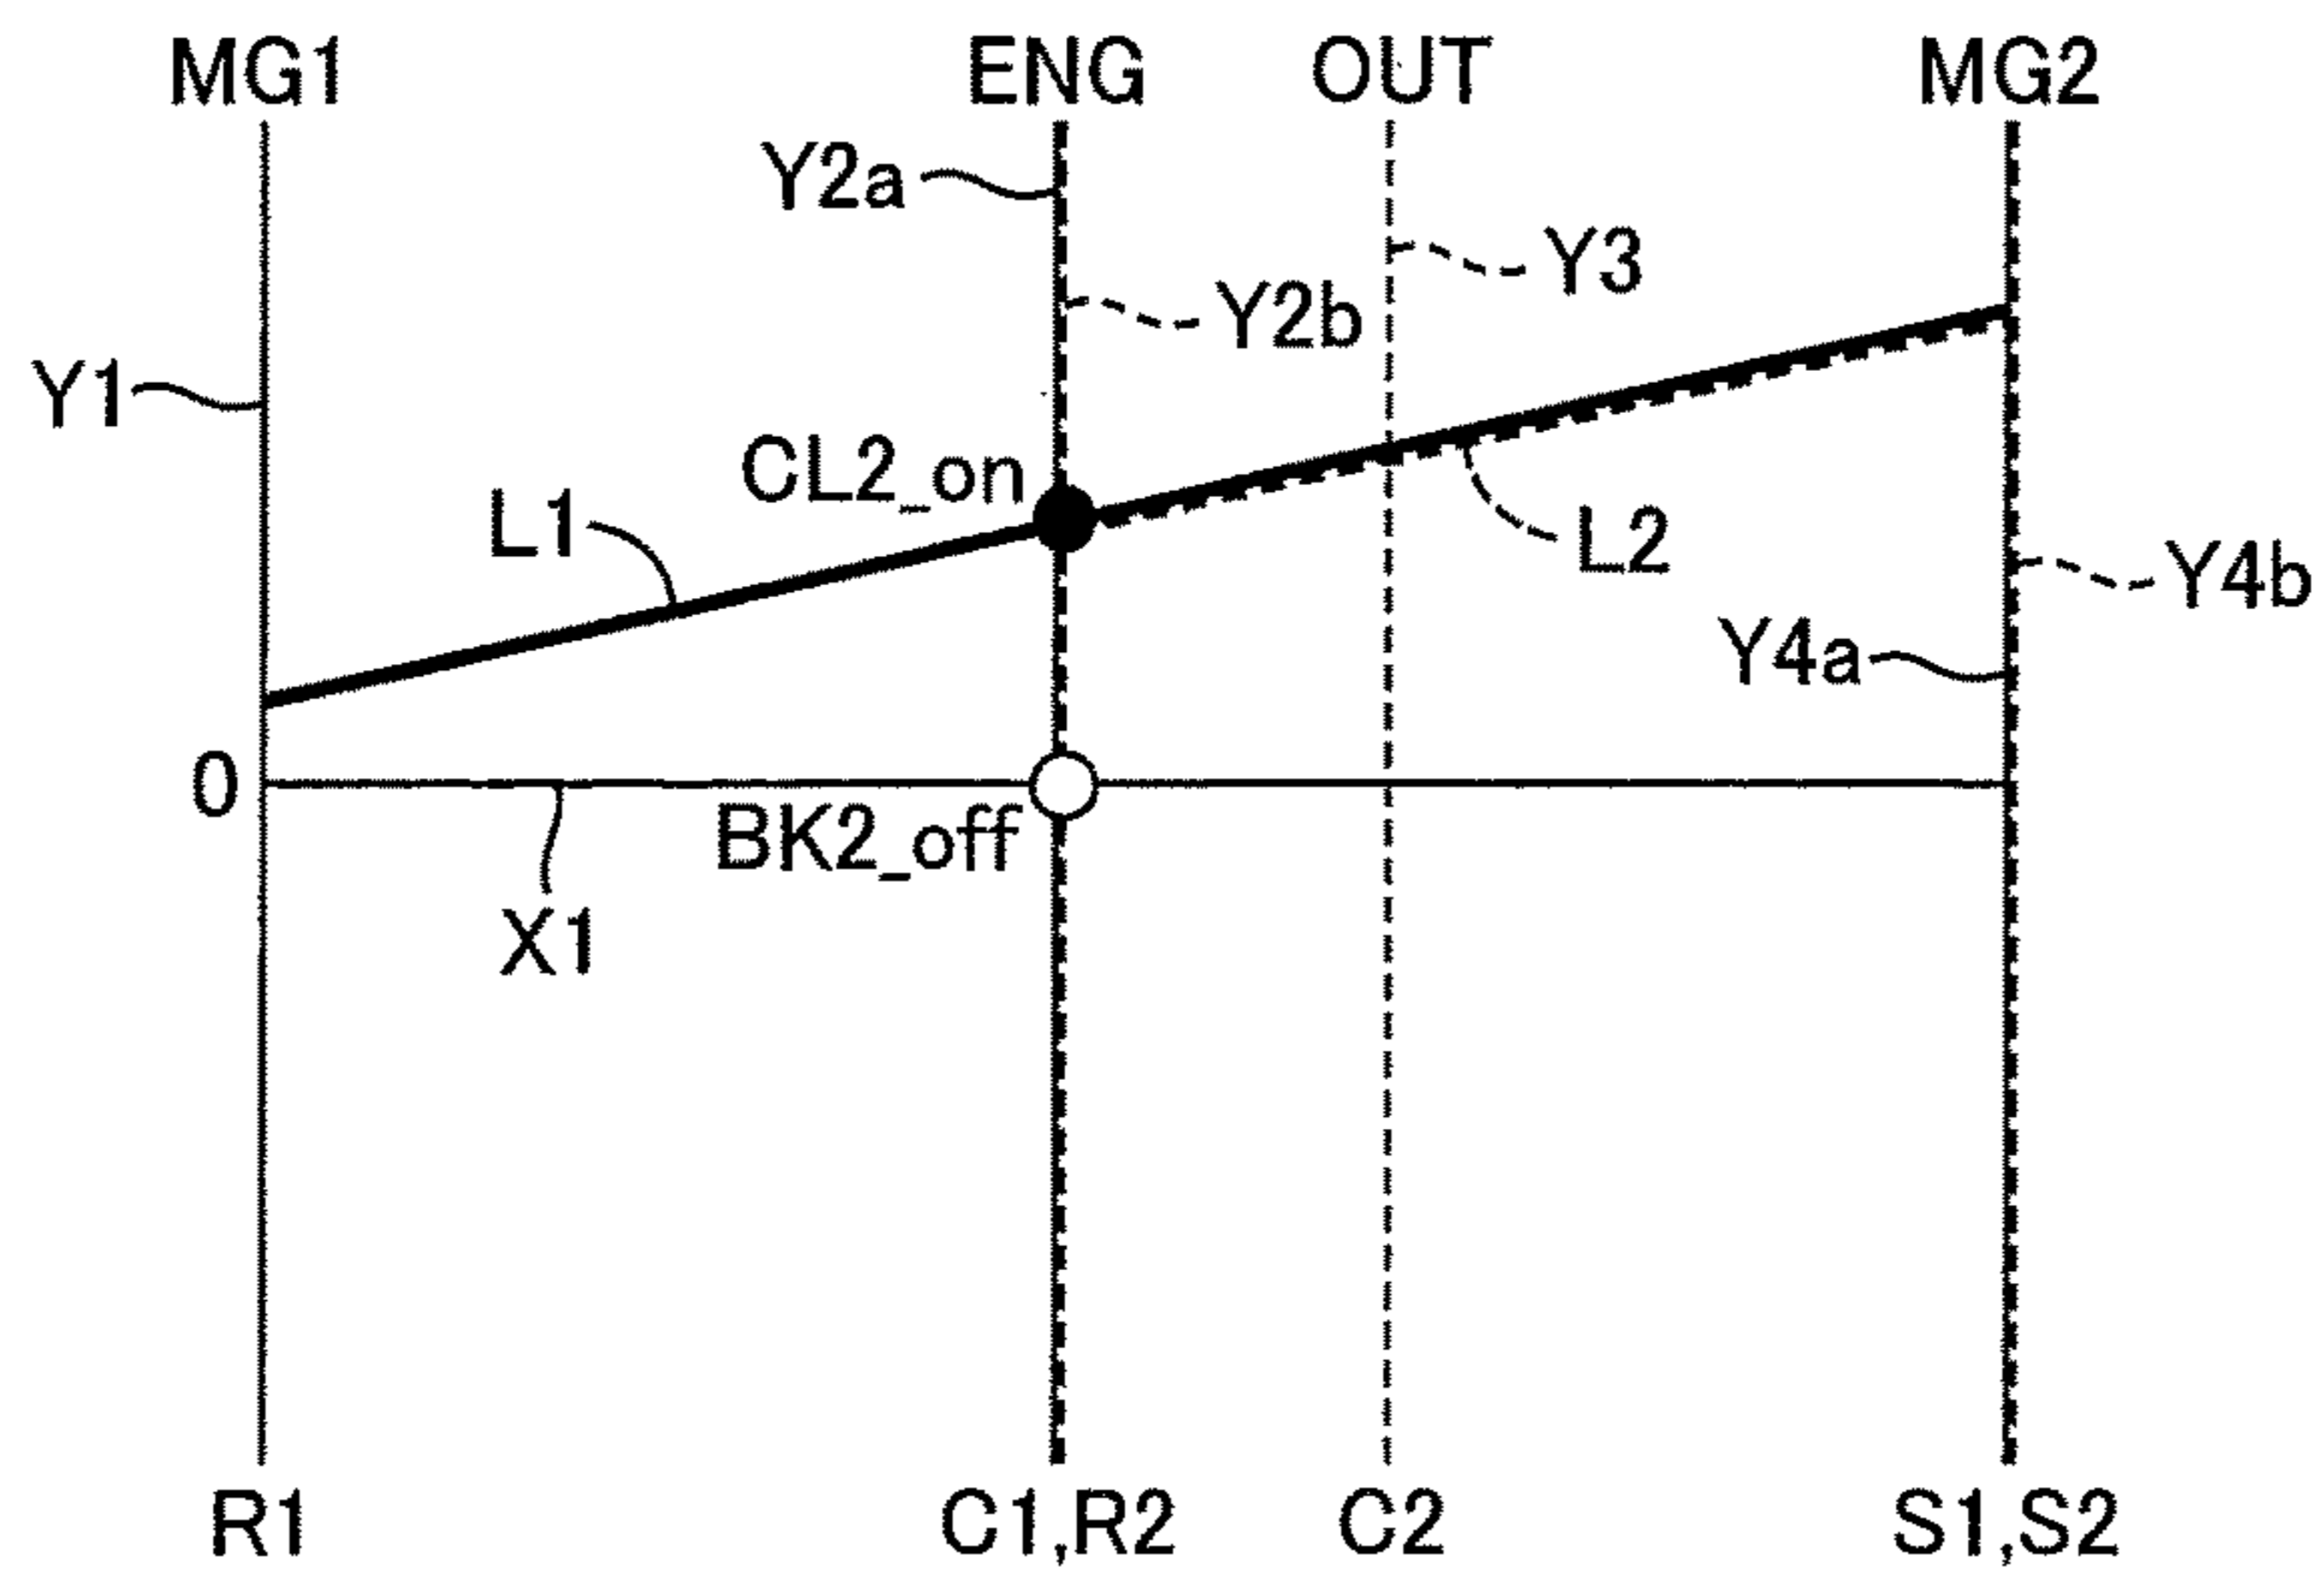 MG1 ENG OUT MG2
Y2a
Y3
Y2b
Y1
CL2_on
L1
L2
Y4b
Y4a
0
BK2_off
X1
R1 C1,R2 C2 S1,S2